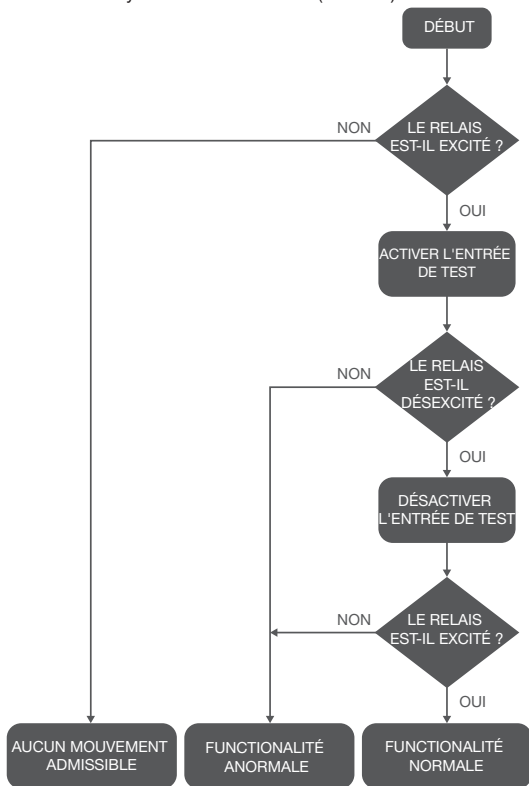 DÉBUT
NON
LE RELAIS
EST-IL EXCITÉ ?
OUI
ACTIVER L'ENTRÉE
DE TEST
NON
LE RELAIS
EST-IL
DÉSEXCITÉ ?
OUI
DÉSACTIVER
L'ENTRÉE DE TEST
NON
LE RELAIS
EST-IL EXCITÉ ?
OUI
AUCUN MOUVEMENT
ADMISSIBLE
FUNCTIONALITÉ
ANORMALE
FUNCTIONALITÉ
NORMALE